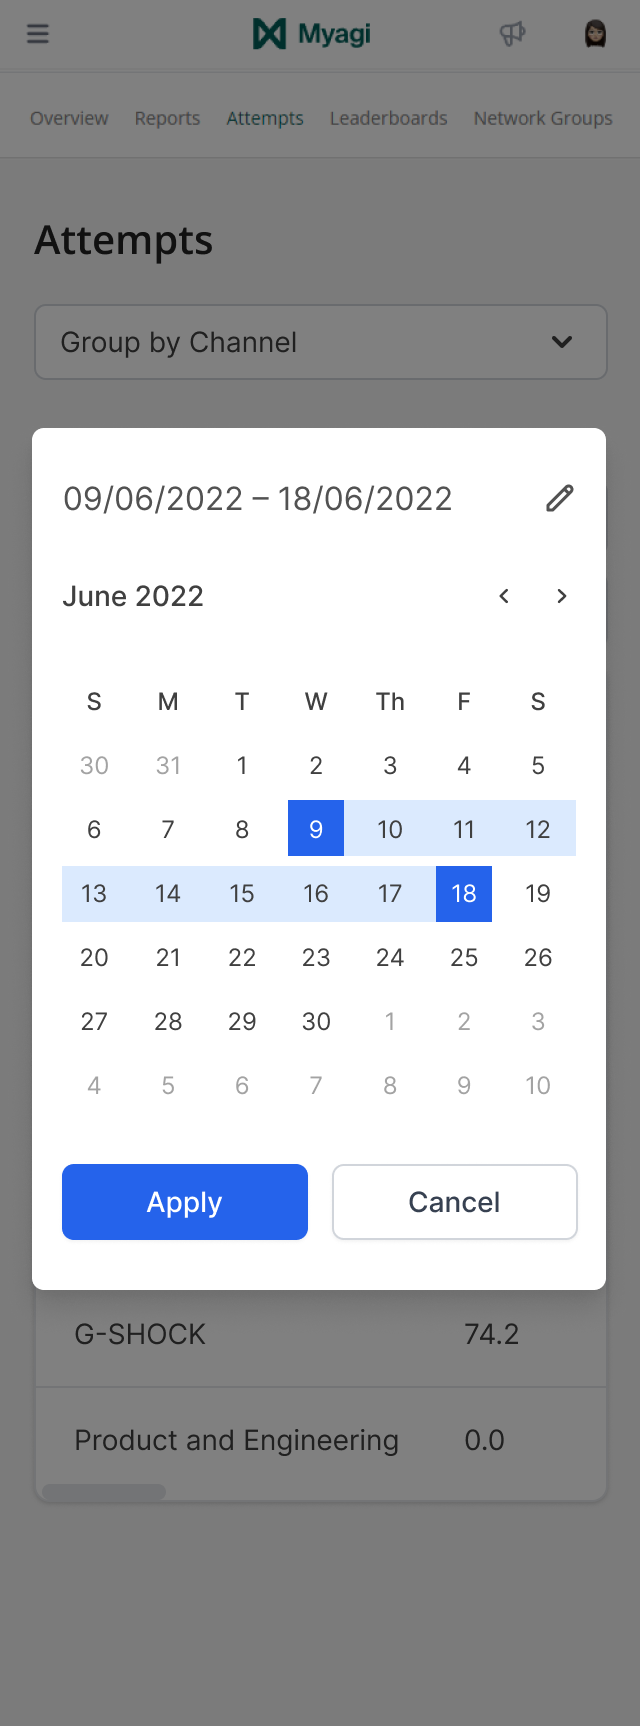 Myagi
Overview Reports Attempts Leaderboards Network Groups
Attempts
Group by Channel
09/06/2022 – 18/06/2022
June 2022
S M T W Th F S
30 31 1 2 3 4 5
6 7 8 9 10 11 12
13 14 15 16 17 18 19
20 21 22 23 24 25 26
27 28 29 30 1 2 3
4 5 6 7 8 9 10
Apply Cancel
G-SHOCK 74.2
Product and Engineering 0.0